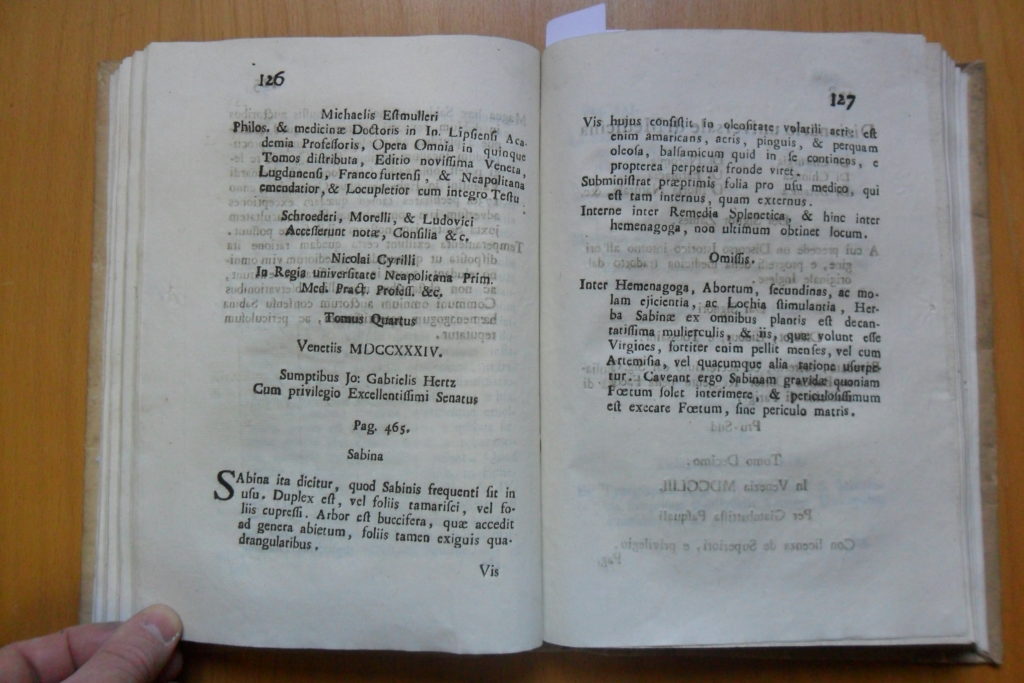 126
Michaelis Estmulleri
Philos. & medicinæ Doctoris in In. Lipsiensi Aca-
demia Professoris, Opera Omnia in quinque
Tomos distributa, Editio novissima Veneta,
Lugdunensi, Francofurtensi, & Neapolitana
emendatior, & Locupletior cum integro Testu
Schroederi, Morelli, & Ludovici
Accesserunt notæ, Consilia &c.
Nicolai Cyrilli
In Regia universitate Neapolitana Prim.
Med. Pract. Profess. &c.
Tomus Quartus
Venetiis MDCCXXXIV.
Sumptibus Jo: Gabrielis Hertz
Cum privilegio Excellentissimi Senatus
Pag. 465.
Sabina
SAbina ita dicitur, quod Sabinis frequenti sit in
usu. Duplex est, vel foliis tamarisci, vel fo-
liis cupressi. Arbor est buccifera, quæ accedit
ad genera abietum, foliis tamen exiguis qua-
drangularibus.
Vis
127
Vis hujus consistit in oleositate volatili acri: est
enim amaricans, acris, pinguis, & perquam
oleosa, balsamicum quid in se continens, e
propterea perpetua fronde viret.
Subministrat præprimis folia pro usu medico, qui
est tam internus, quam externus.
Interne inter Remedia Splenetica, & hinc inter
hemenagoga, non ultimum obtinet locum.
Omissis.
Inter Hemenagoga, Abortum, secundinas, ac mo-
lam ejicientia, ac Lochia stimulantia, Her-
ba Sabinæ ex omnibus plantis est decan-
tatissima mulierculis, & iis, quæ volunt esse
Virgines, fortiter enim pellit menses, vel cum
Artemisia, vel quacumque alia ratione usurpe-
tur. Caveant ergo Sabinam gravidæ quoniam
Fœtum solet interimere, & periculosissimum
est execare Fœtum, sine periculo matris.